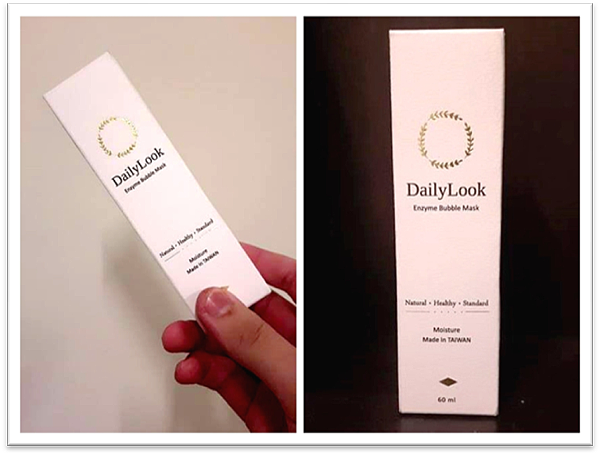 DailyLook
Enzyme Bubble Mask
Natural • Healthy • Standard
Moisture
Made in TAIWAN
DailyLook
Enzyme Bubble Mask
Natural • Healthy • Standard
Moisture
Made in TAIWAN
60 ml